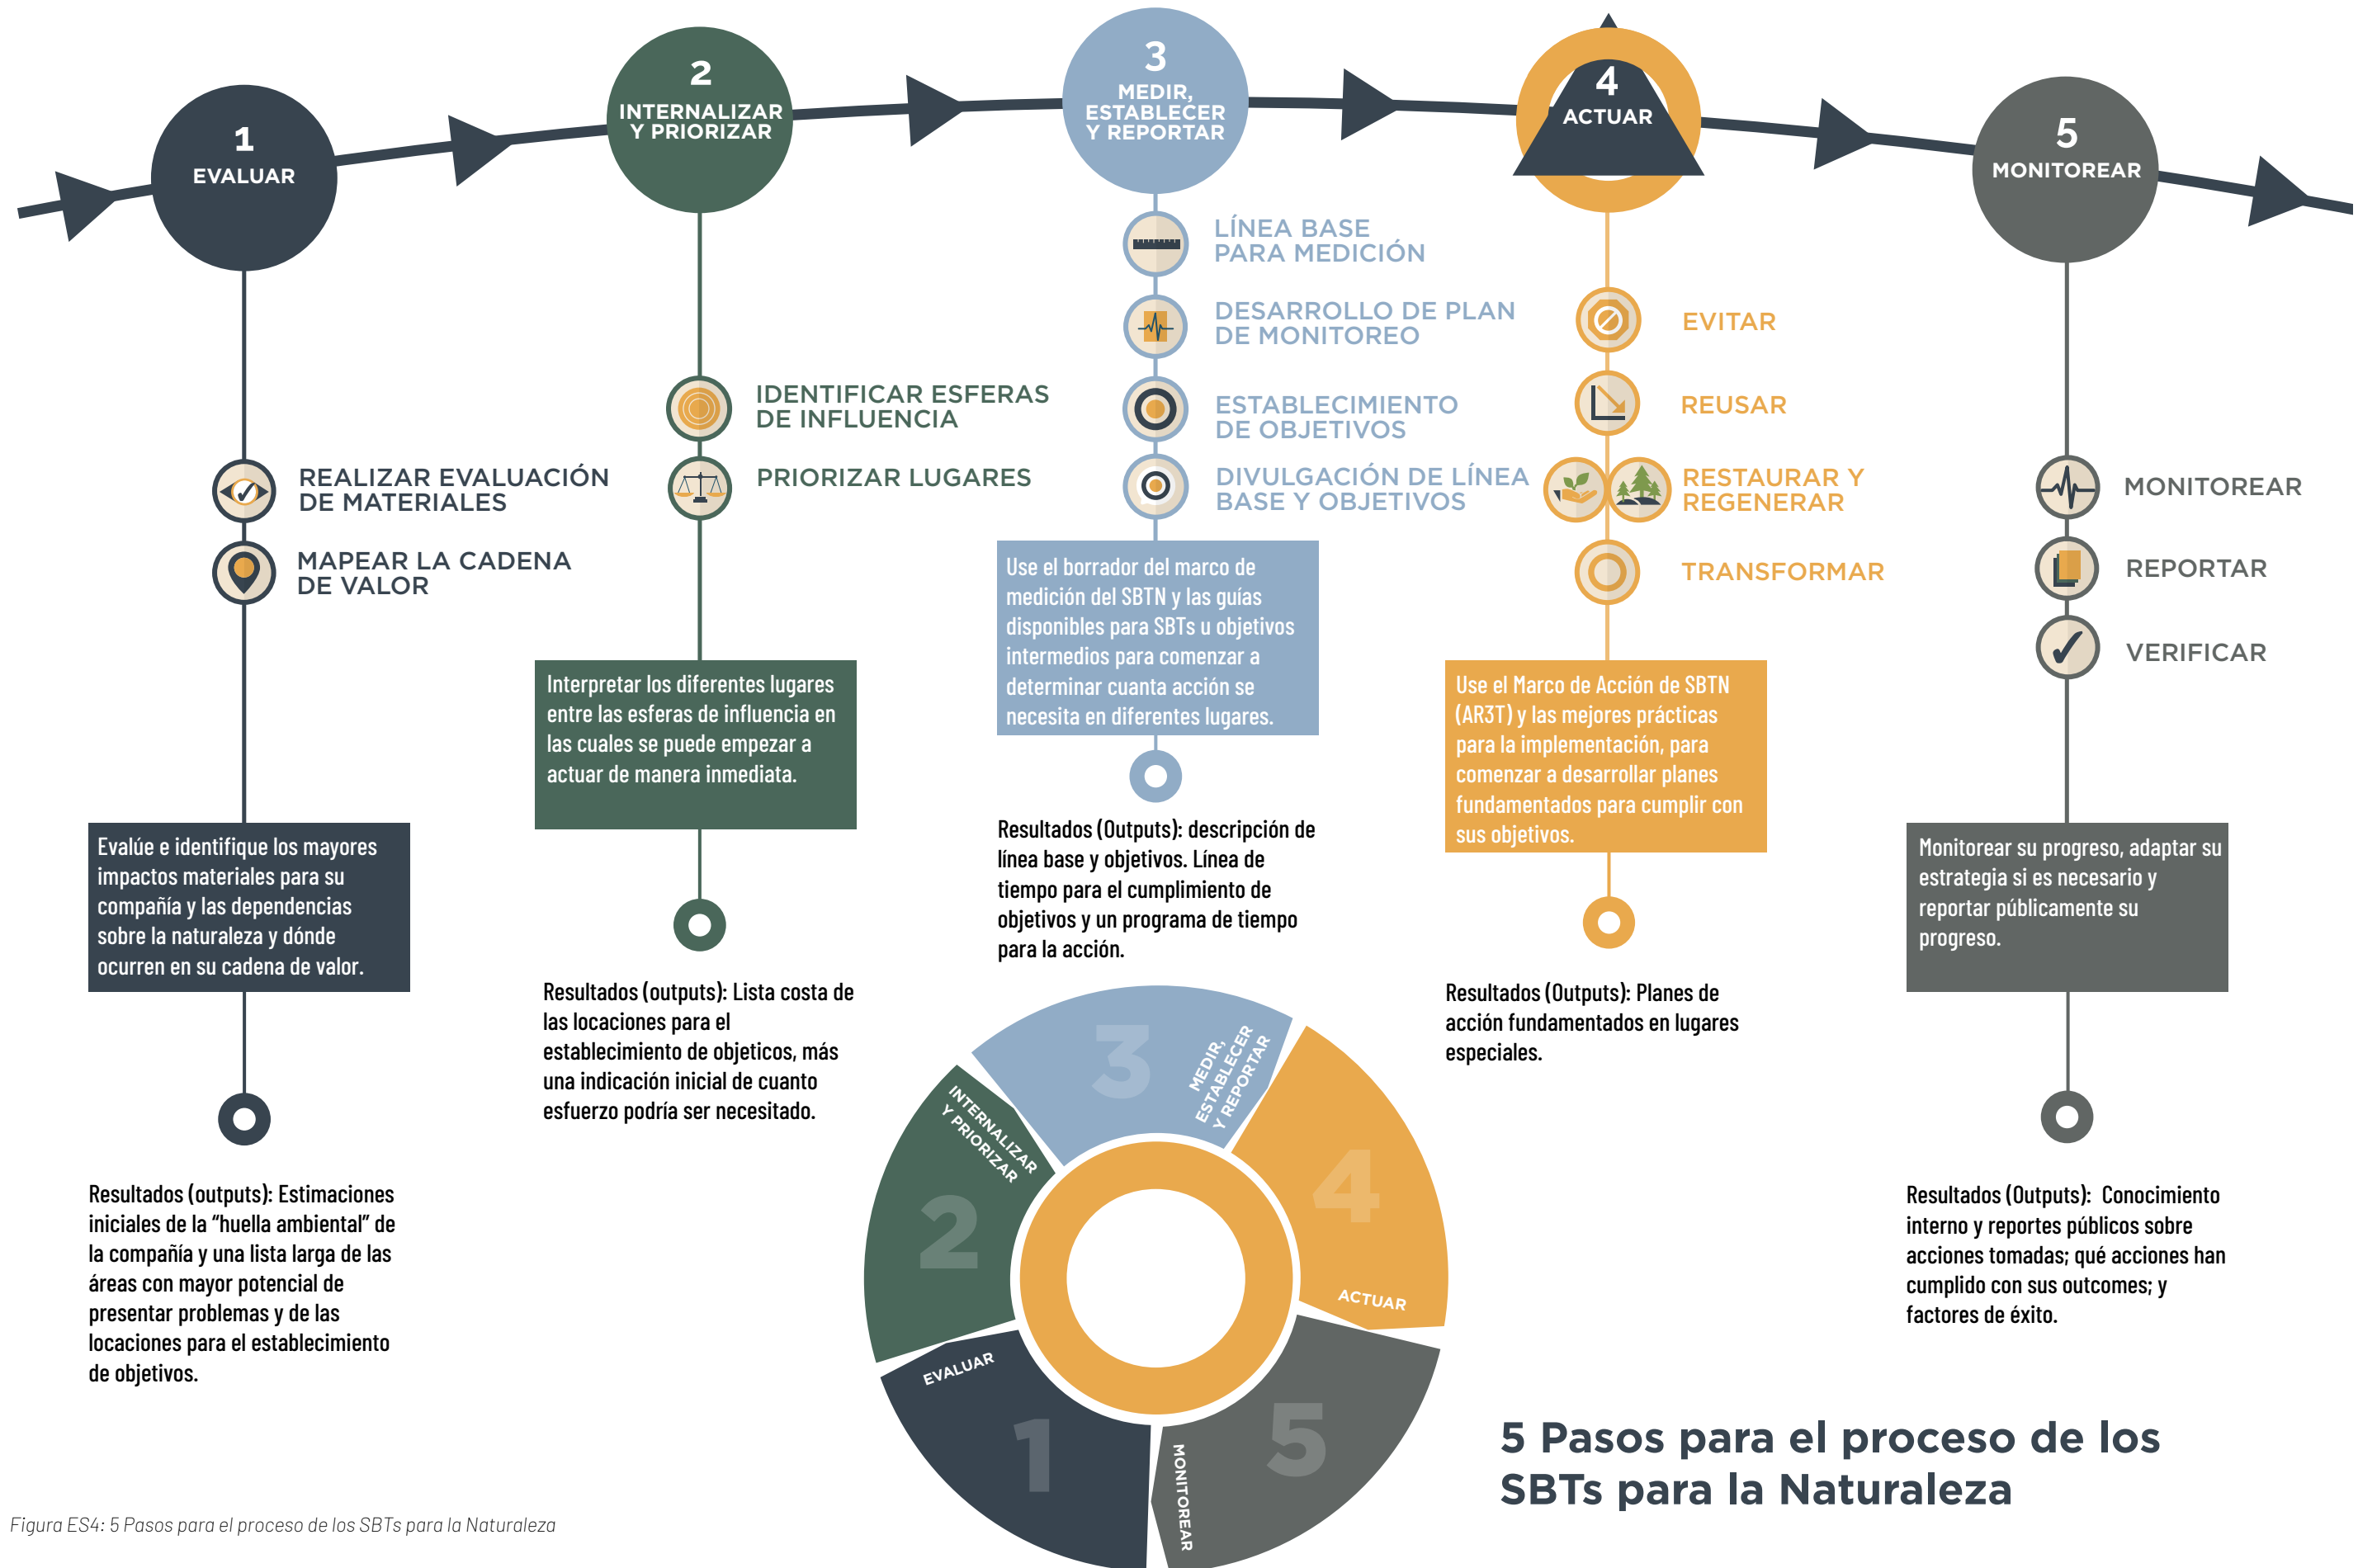 1
EVALUAR
REALIZAR EVALUACIÓN
DE MATERIALES
MAPEAR LA CADENA
DE VALOR
Evalúe e identifique los mayores
impactos materiales para su
compañía y las dependencias
sobre la naturaleza y dónde
ocurren en su cadena de valor.
Resultados (outputs): Estimaciones
iniciales de la “huella ambiental” de
la compañía y una lista larga de las
áreas con mayor potencial de
presentar problemas y de las
locaciones para el establecimiento
de objetivos.
2
INTERNALIZAR
Y PRIORIZAR
IDENTIFICAR ESFERAS
DE INFLUENCIA
PRIORIZAR LUGARES
Interpretar los diferentes lugares
entre las esferas de influencia en
las cuales se puede empezar a
actuar de manera inmediata.
Resultados (outputs): Lista costa de
las locaciones para el
establecimiento de objeticos, más
una indicación inicial de cuanto
esfuerzo podría ser necesitado.
3
MEDIR,
ESTABLECER
Y REPORTAR
LÍNEA BASE
PARA MEDICIÓN
DESARROLLO DE PLAN
DE MONITOREO
ESTABLECIMIENTO
DE OBJETIVOS
DIVULGACIÓN DE LÍNEA
BASE Y OBJETIVOS
Use el borrador del marco de
medición del SBTN y las guías
disponibles para SBTs u objetivos
intermedios para comenzar a
determinar cuanta acción se
necesita en diferentes lugares.
Resultados (Outputs): descripción de
línea base y objetivos. Línea de
tiempo para el cumplimiento de
objetivos y un programa de tiempo
para la acción.
4
ACTUAR
EVITAR
REUSAR
RESTAURAR Y
REGENERAR
TRANSFORMAR
Use el Marco de Acción de SBTN
(AR3T) y las mejores prácticas
para la implementación, para
comenzar a desarrollar planes
fundamentados para cumplir con
sus objetivos.
Resultados (Outputs): Planes de
acción fundamentados en lugares
especiales.
5
MONITOREAR
MONITOREAR
REPORTAR
VERIFICAR
Monitorear su progreso, adaptar su
estrategia si es necesario y
reportar públicamente su
progreso.
Resultados (Outputs): Conocimiento
interno y reportes públicos sobre
acciones tomadas; qué acciones han
cumplido con sus outcomes; y
factores de éxito.
EVALUAR
1
INTERNALIZAR
Y PRIORIZAR
2
3
MEDIR,
ESTABLECER
Y REPORTAR
4
ACTUAR
5
MONITOREAR
5 Pasos para el proceso de los
SBTs para la Naturaleza
Figura ES4: 5 Pasos para el proceso de los SBTs para la Naturaleza